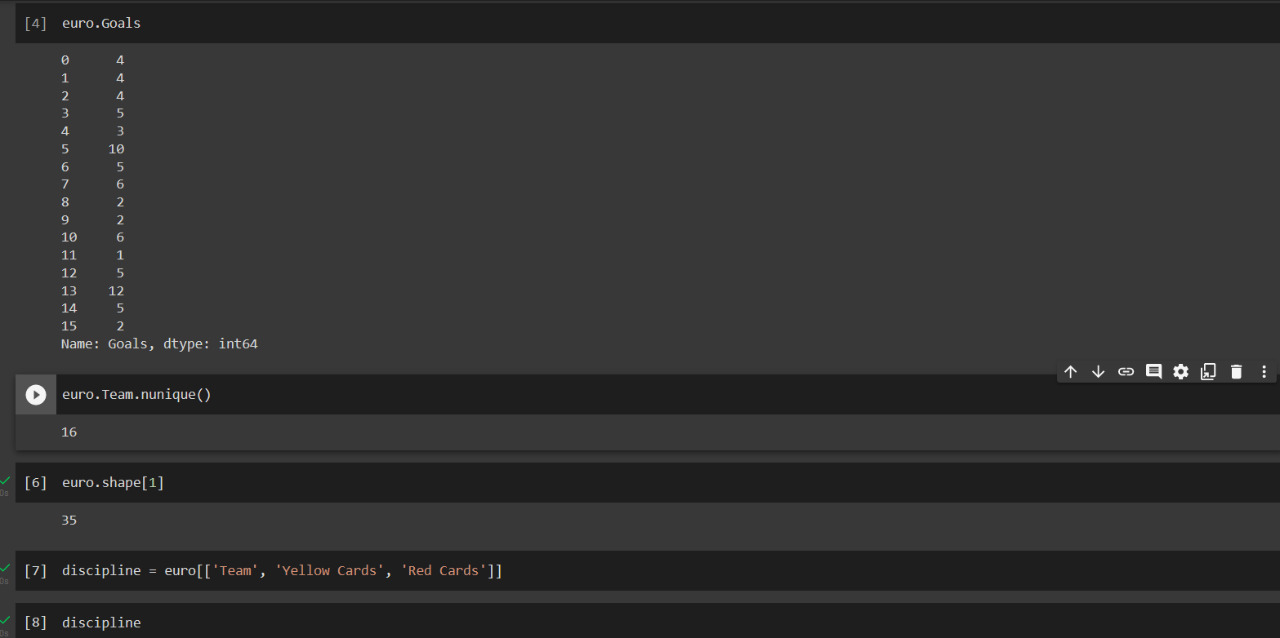 [4] euro.Goals
0 4
1 4
2 4
3 5
4 3
5 10
6 5
7 6
8 2
9 2
10 6
11 1
12 5
13 12
14 5
15 2
Name: Goals, dtype: int64
euro.Team.nunique()
16
[6] euro.shape[1]
0s
35
[7] discipline = euro[['Team', 'Yellow Cards', 'Red Cards']]
0s
[8] discipline
0s